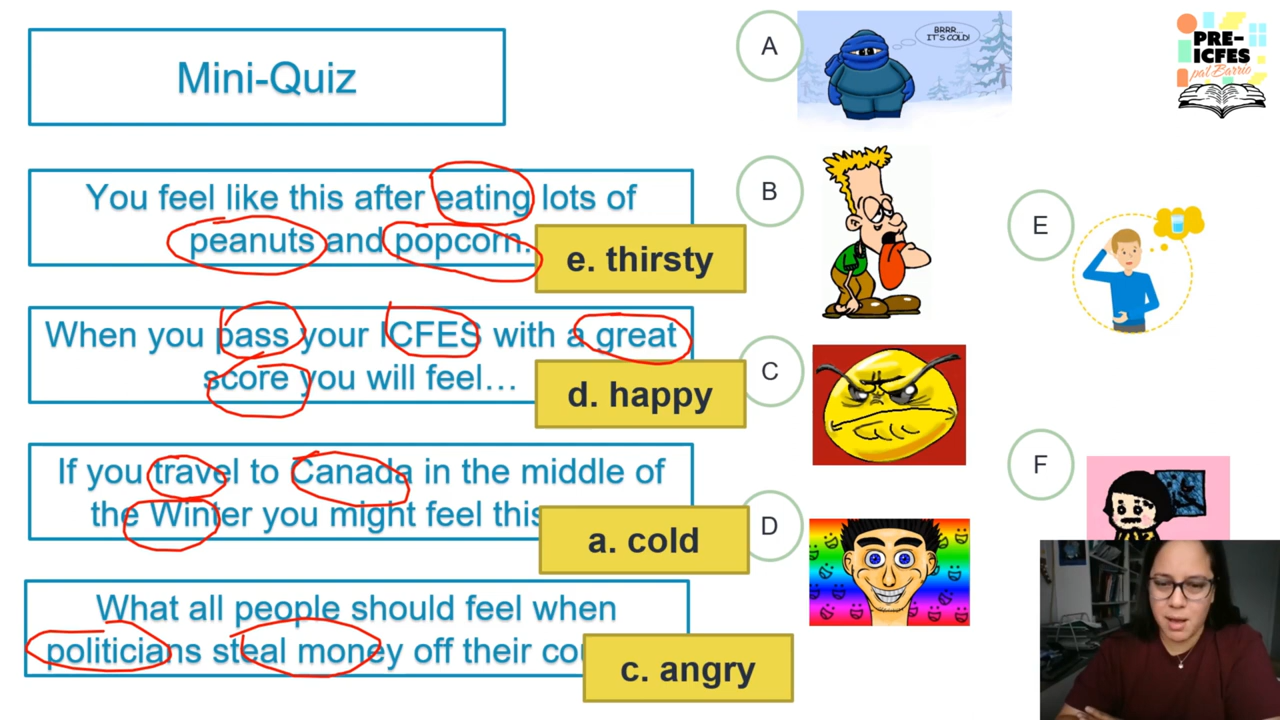 Mini-Quiz
You feel like this after eating lots of
peanuts and popcorn.
e. thirsty
When you pass your ICFES with a great
score you will feel…
d. happy
If you travel to Canada in the middle of
the Winter you might feel this
a. cold
What all people should feel when
politicians steal money off their
c. angry
A
BRRR...
IT'S COLD!
B
C
D
E
F
PRE-
ICFES
pa'l Barrio